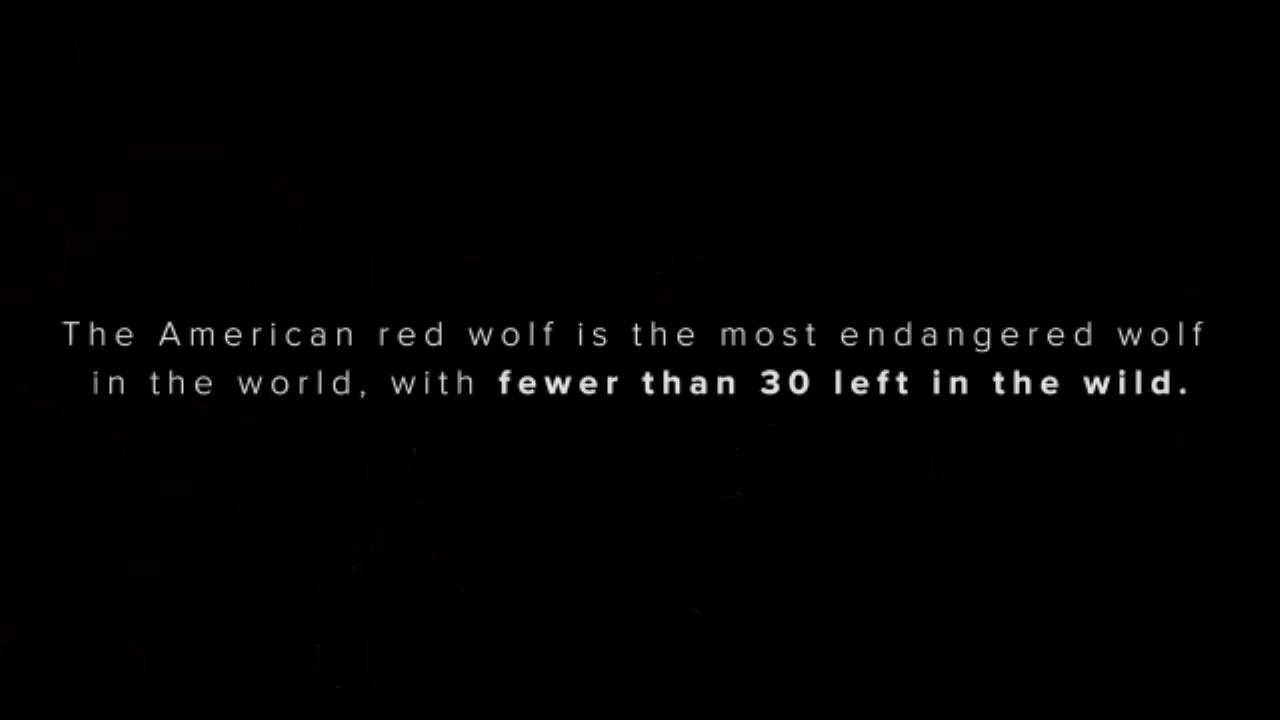 The American red wolf is the most endangered wolf
in the world, with fewer than 30 left in the wild.